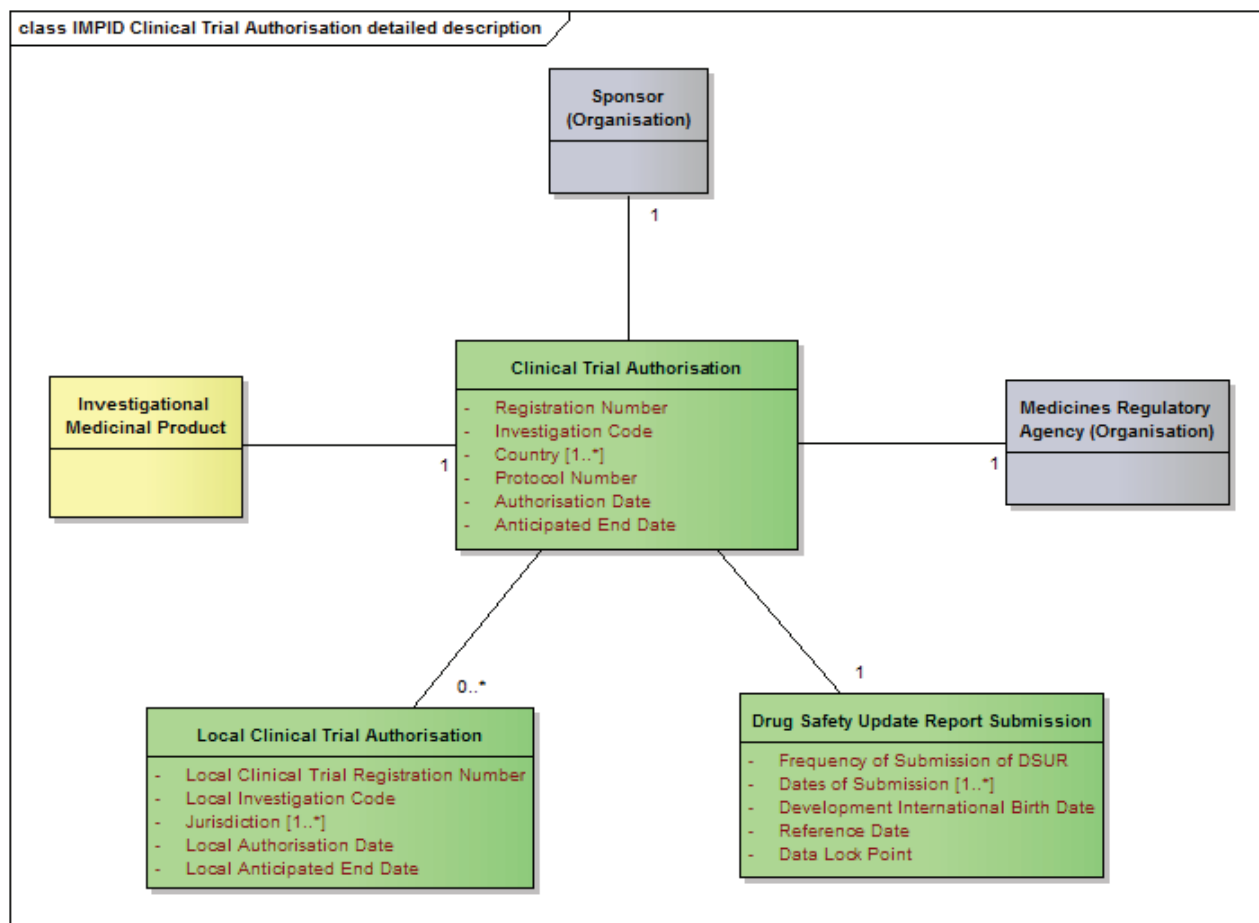 class IMPID Clinical Trial Authorisation detailed description
Sponsor
(Organisation)
1
Clinical Trial Authorisation
- Registration Number
- Investigation Code
- Country [1..*]
- Protocol Number
- Authorisation Date
- Anticipated End Date
Investigational
Medicinal Product
1
Medicines Regulatory
Agency (Organisation)
1
0..*
Local Clinical Trial Authorisation
- Local Clinical Trial Registration Number
- Local Investigation Code
- Jurisdiction [1..*]
- Local Authorisation Date
- Local Anticipated End Date
1
Drug Safety Update Report Submission
- Frequency of Submission of DSUR
- Dates of Submission [1..*]
- Development International Birth Date
- Reference Date
- Data Lock Point